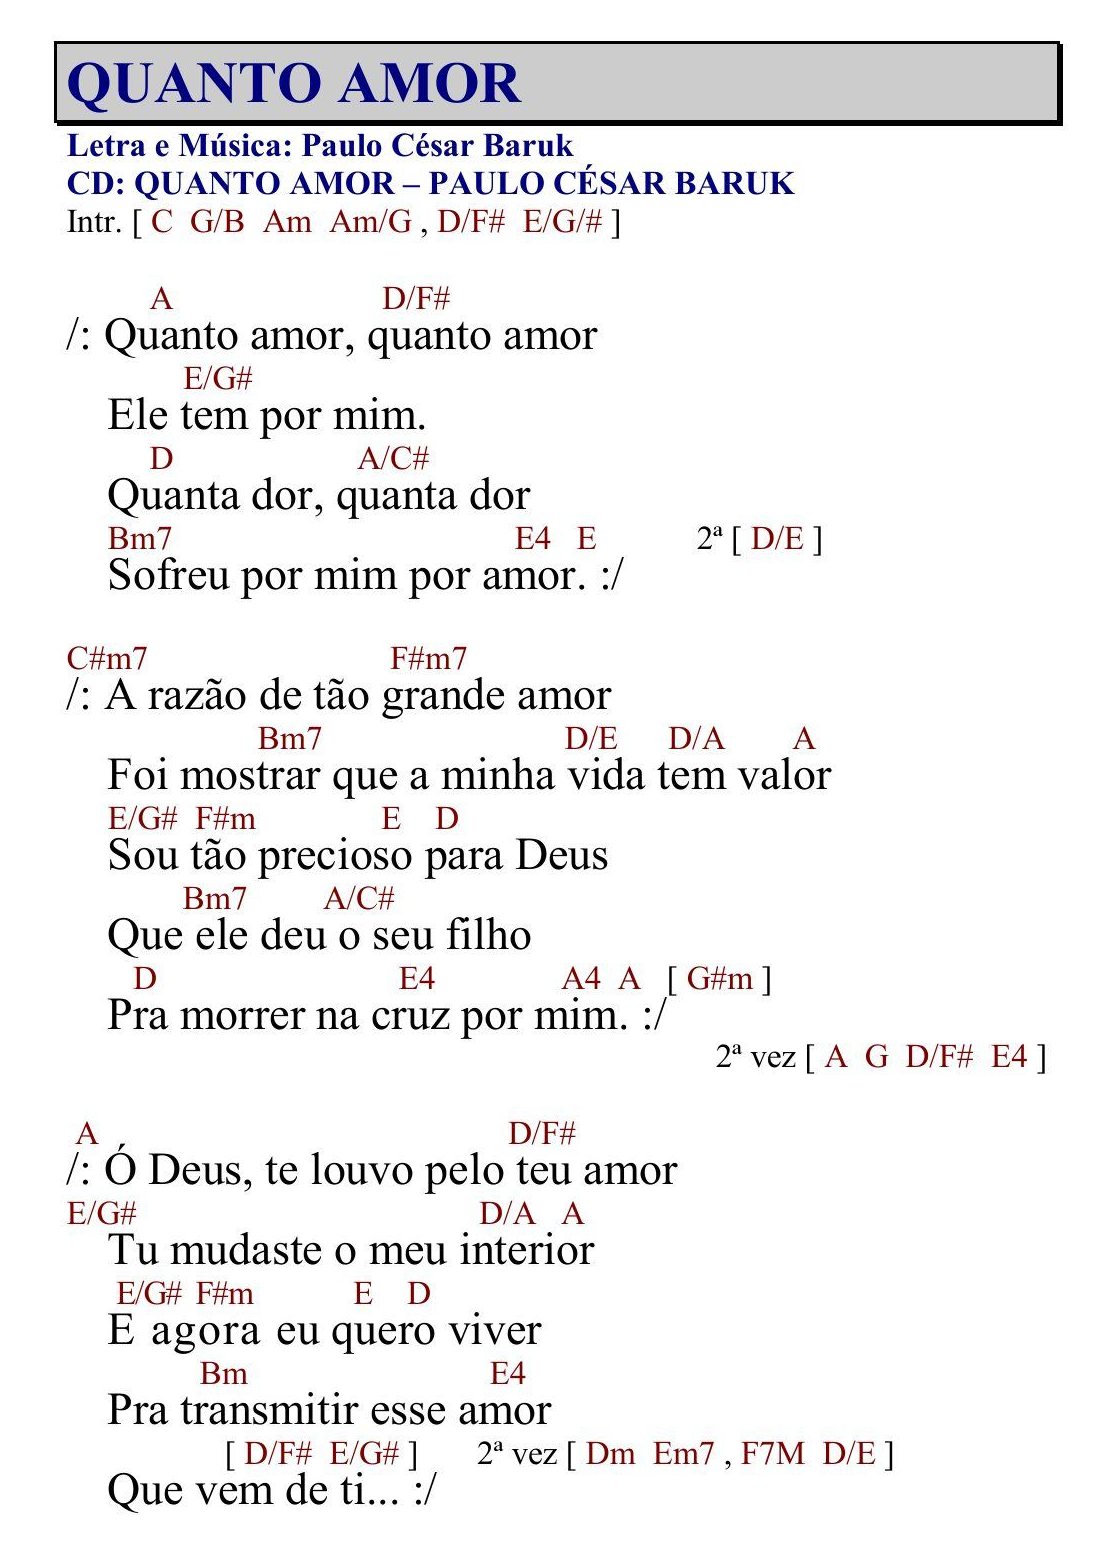 QUANTO AMOR
Letra e Música: Paulo César Baruk
CD: QUANTO AMOR – PAULO CÉSAR BARUK
Intr. [ C G/B Am Am/G , D/F# E/G/# ]
A D/F#
/: Quanto amor, quanto amor
E/G#
Ele tem por mim.
D A/C#
Quanta dor, quanta dor
Bm7 E4 E 2ª [ D/E ]
Sofreu por mim por amor. :/
C#m7 F#m7
/: A razão de tão grande amor
Bm7 D/E D/A A
Foi mostrar que a minha vida tem valor
E/G# F#m E D
Sou tão precioso para Deus
Bm7 A/C#
Que ele deu o seu filho
D E4 A4 A [ G#m ]
Pra morrer na cruz por mim. :/
2ª vez [ A G D/F# E4 ]
A D/F#
/: Ó Deus, te louvo pelo teu amor
E/G# D/A A
Tu mudaste o meu interior
E/G# F#m E D
E agora eu quero viver
Bm E4
Pra transmitir esse amor
[ D/F# E/G# ] 2ª vez [ Dm Em7 , F7M D/E ]
Que vem de ti... :/